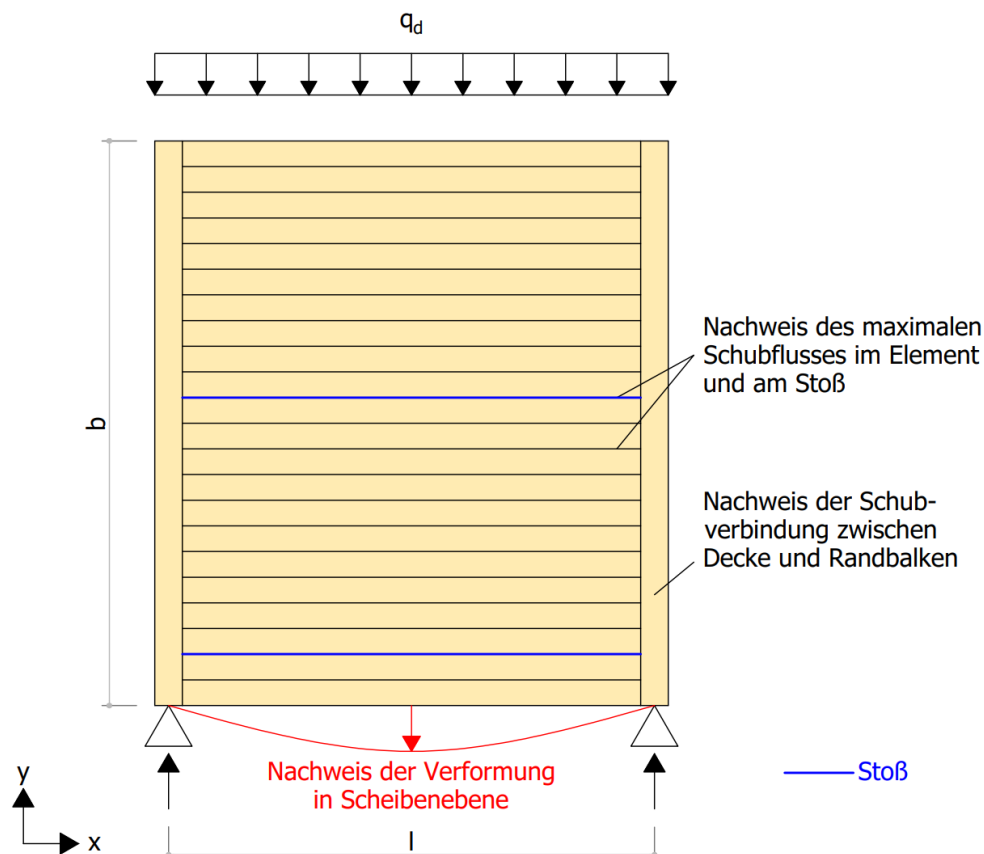 qd
b
Nachweis des maximalen
Schubflusses im Element
und am Stoß
Nachweis der Schub-
verbindung zwischen
Decke und Randbalken
Nachweis der Verformung
in Scheibenebene
Stoß
y
x
l